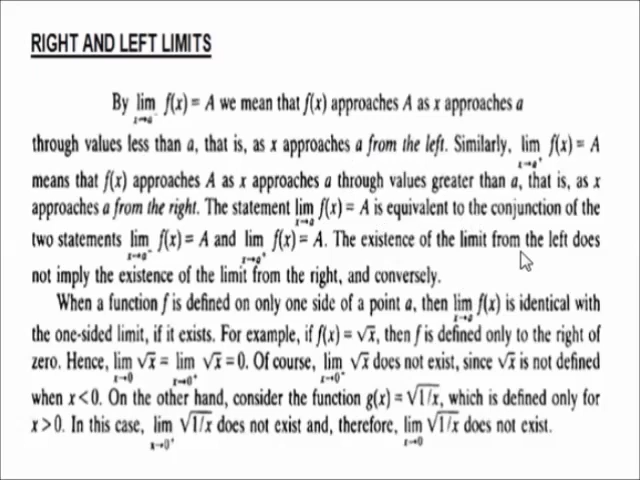 RIGHT AND LEFT LIMITS
By lim_{x→a⁻} f(x) = A we mean that f(x) approaches A as x approaches a
through values less than a, that is, as x approaches a from the left. Similarly, lim_{x→a⁺} f(x) = A
means that f(x) approaches A as x approaches a through values greater than a, that is, as x
approaches a from the right. The statement lim_{x→a} f(x) = A is equivalent to the conjunction of the
two statements lim_{x→a⁻} f(x) = A and lim_{x→a⁺} f(x) = A. The existence of the limit from the left does
not imply the existence of the limit from the right, and conversely.
When a function f is defined on only one side of a point a, then lim_{x→a} f(x) is identical with
the one-sided limit, if it exists. For example, if f(x) = √x, then f is defined only to the right of
zero. Hence, lim_{x→0} √x = lim_{x→0⁺} √x = 0. Of course, lim_{x→0⁻} √x does not exist, since √x is not defined
when x < 0. On the other hand, consider the function g(x) = √1/x, which is defined only for
x > 0. In this case, lim_{x→0⁺} √1/x does not exist and, therefore, lim_{x→0} √1/x does not exist.